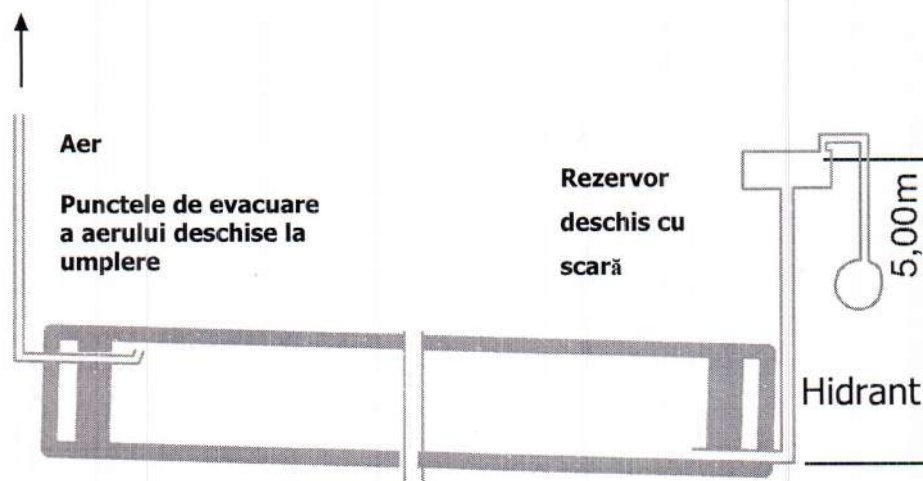 Aer
Punctele de evacuare
a aerului deschise la
umplere
Rezervor
deschis cu
scară
5,00m
Hidrant